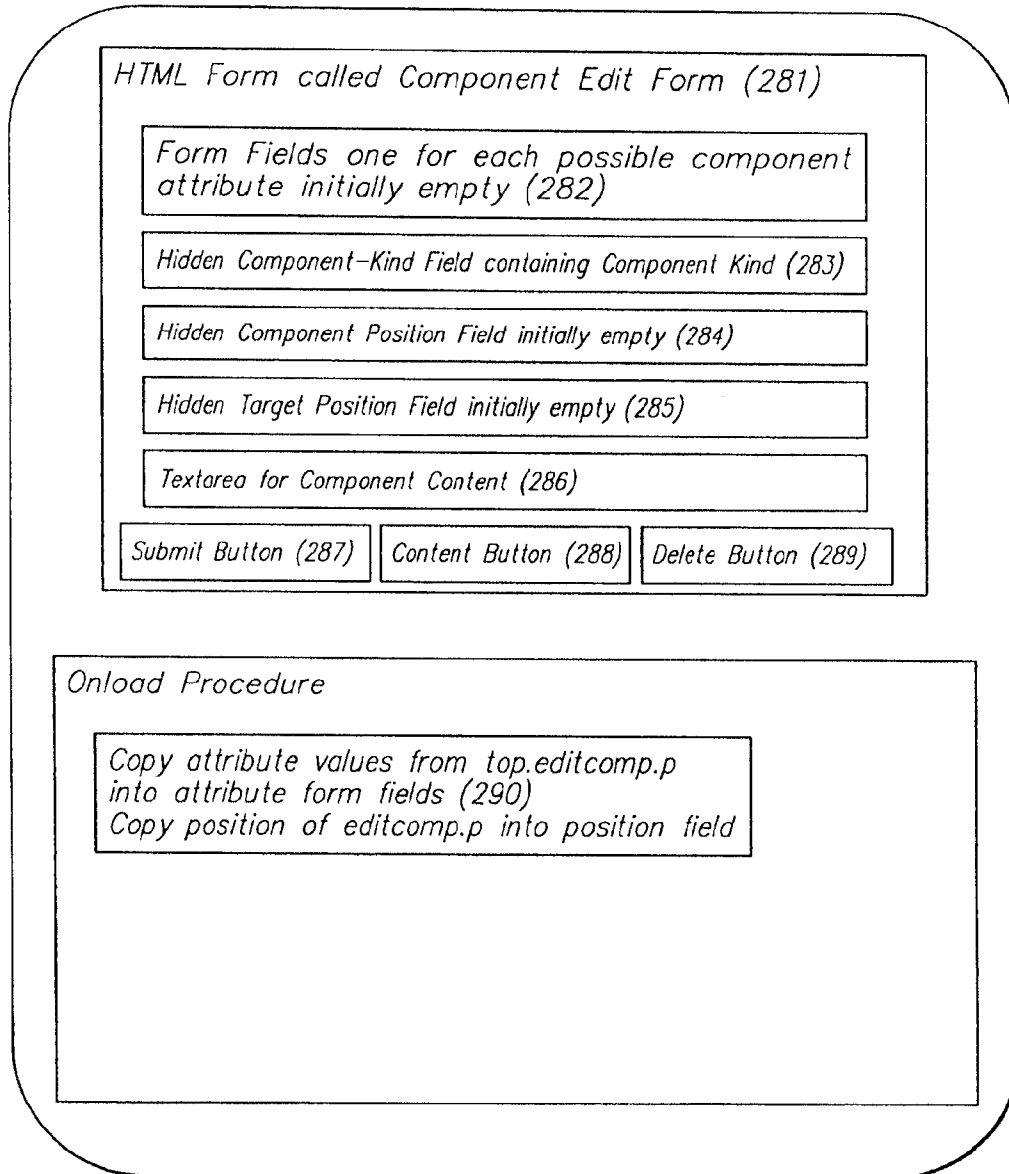 HTML Form called Component Edit Form (281)
Form Fields one for each possible component
attribute initially empty (282)
Hidden Component-Kind Field containing Component Kind (283)
Hidden Component Position Field initially empty (284)
Hidden Target Position Field initially empty (285)
Textarea for Component Content (286)
Submit Button (287) Content Button (288) Delete Button (289)
Onload Procedure
Copy attribute values from top.editcomp.p
into attribute form fields (290)
Copy position of editcomp.p into position field